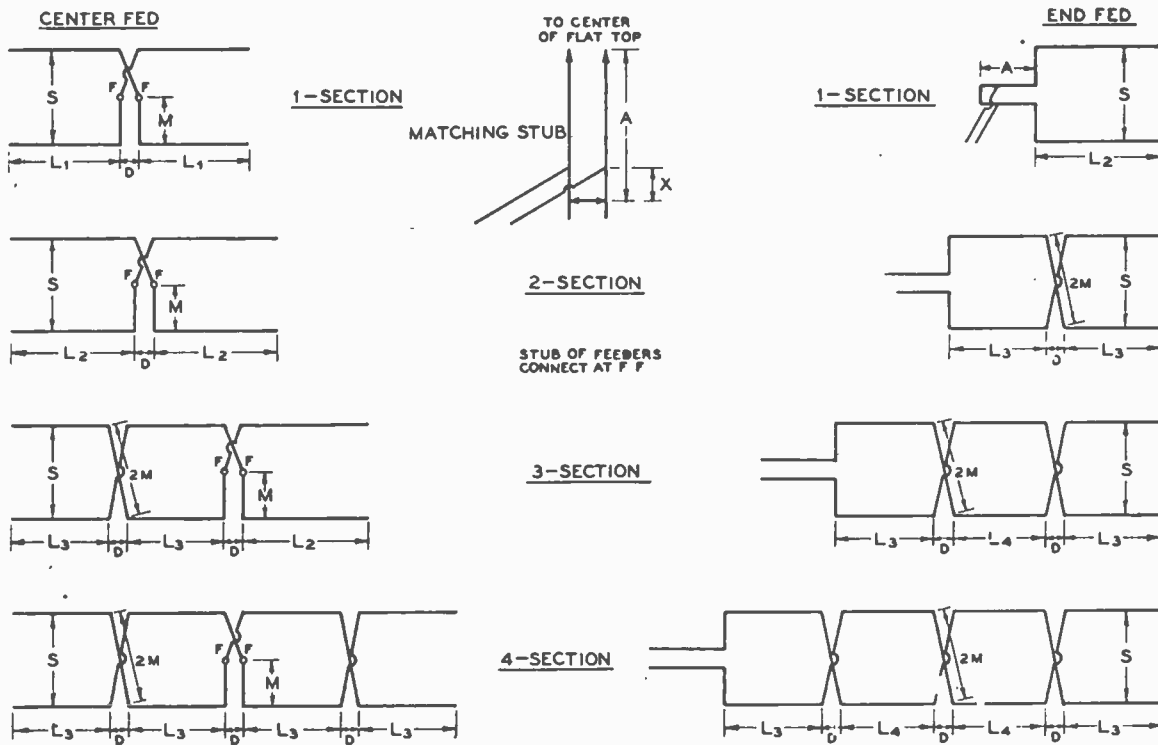 CENTER FED
TO CENTER
OF FLAT TOP
END FED
F F
S
M
L1 D L1
1-SECTION
MATCHING STUB
A
X
1-SECTION
A
S
L2
F F
S
M
L2 D L2
2-SECTION
STUB OF FEEDERS
CONNECT AT F F
2M
S
L3 D L3
S
2M
F F
M
L3 D L3 D L2
3-SECTION
2M
S
L3 D L4 D L3
S
2M
F F
M
L3 D L3 D L3 D L3
4-SECTION
2M
S
L3 D L4 D L4 D L3